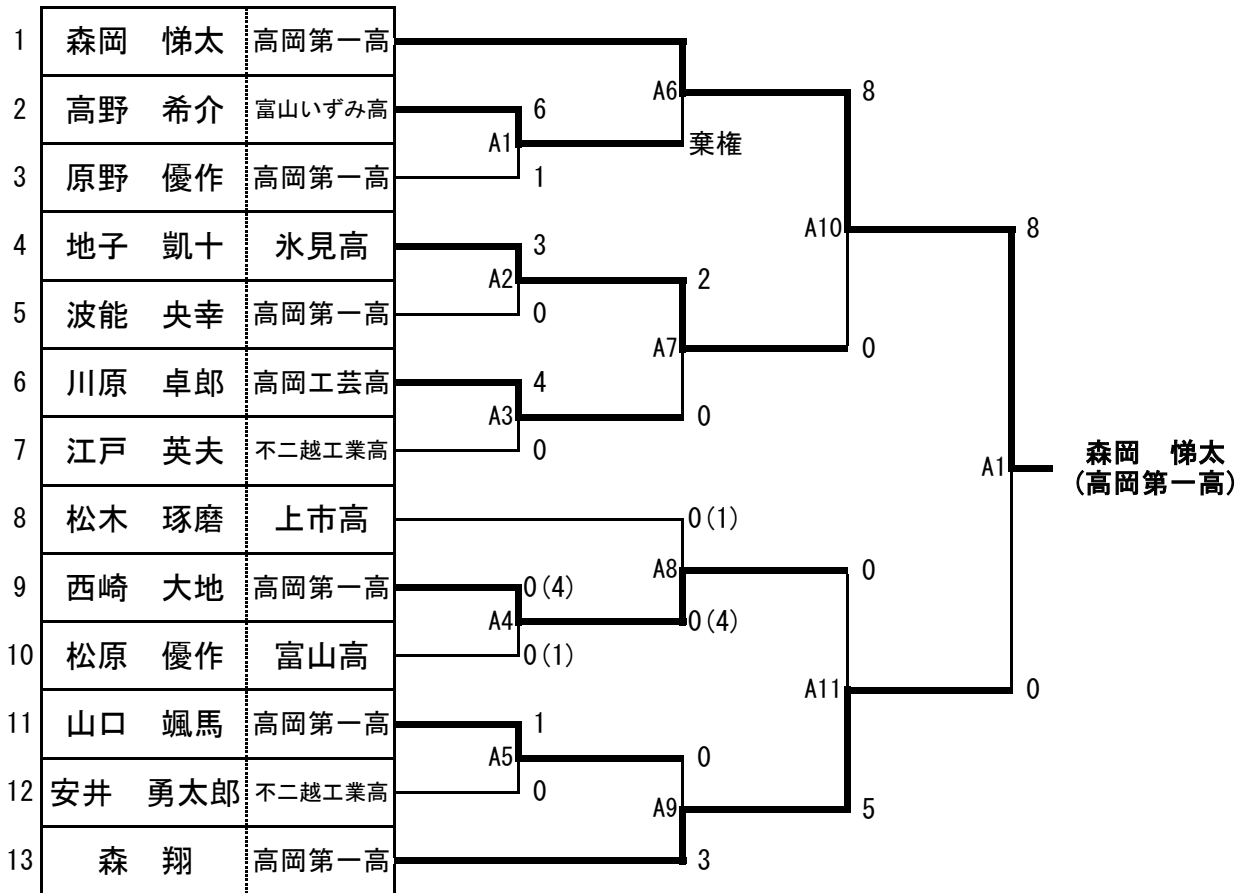 1 森岡 悌太 高岡第一高
A6 8
2 高野 希介 富山いずみ高 6
A1 棄権
3 原野 優作 高岡第一高 1
A10 8
4 地子 凱十 氷見高 3
A2 2
5 波能 央幸 高岡第一高 0
A7 0
6 川原 卓郎 高岡工芸高 4
A3 0
7 江戸 英夫 不二越工業高 0
A1 森岡 悌太
(高岡第一高)
8 松木 琢磨 上市高 0(1)
A8 0
9 西崎 大地 高岡第一高 0(4)
A4 0(4)
10 松原 優作 富山高 0(1)
A11 0
11 山口 颯馬 高岡第一高 1
A5 0
12 安井 勇太郎 不二越工業高 0
A9 5
13 森 翔 高岡第一高 3